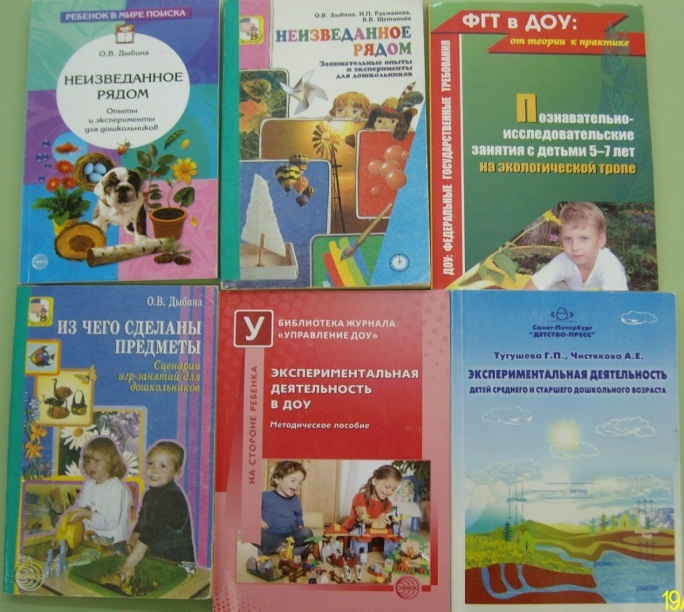 РЕБЕНОК В МИРЕ ПОИСКА
О.В. Дыбина
НЕИЗВЕДАННОЕ
РЯДОМ
Опыты
и эксперименты
для дошкольников
О.В. Дыбина, Н.П. Рахманова,
В.В. Щетинина
НЕИЗВЕДАННОЕ
РЯДОМ
Занимательные опыты
и эксперименты
для дошкольников
ФГТ в ДОУ:
от теории к практике
ДОУ: ФЕДЕРАЛЬНЫЕ ГОСУДАРСТВЕННЫЕ ТРЕБОВАНИЯ
Познавательно-
исследовательские
занятия с детьми 5–7 лет
на экологической тропе
О.В. Дыбина
ИЗ ЧЕГО СДЕЛАНЫ
ПРЕДМЕТЫ
Сценарии
игр-занятий для
дошкольников
У
БИБЛИОТЕКА ЖУРНАЛА
«УПРАВЛЕНИЕ ДОУ»
НА СТОРОНЕ РЕБЕНКА
ЭКСПЕРИМЕНТАЛЬНАЯ
ДЕЯТЕЛЬНОСТЬ
В ДОУ
Методическое пособие
Санкт-Петербург
"ДЕТСТВО-ПРЕСС"
Тугушева Г.П., Чистякова А.Е.
ЭКСПЕРИМЕНТАЛЬНАЯ ДЕЯТЕЛЬНОСТЬ
ДЕТЕЙ СРЕДНЕГО И СТАРШЕГО ДОШКОЛЬНОГО ВОЗРАСТА
19/